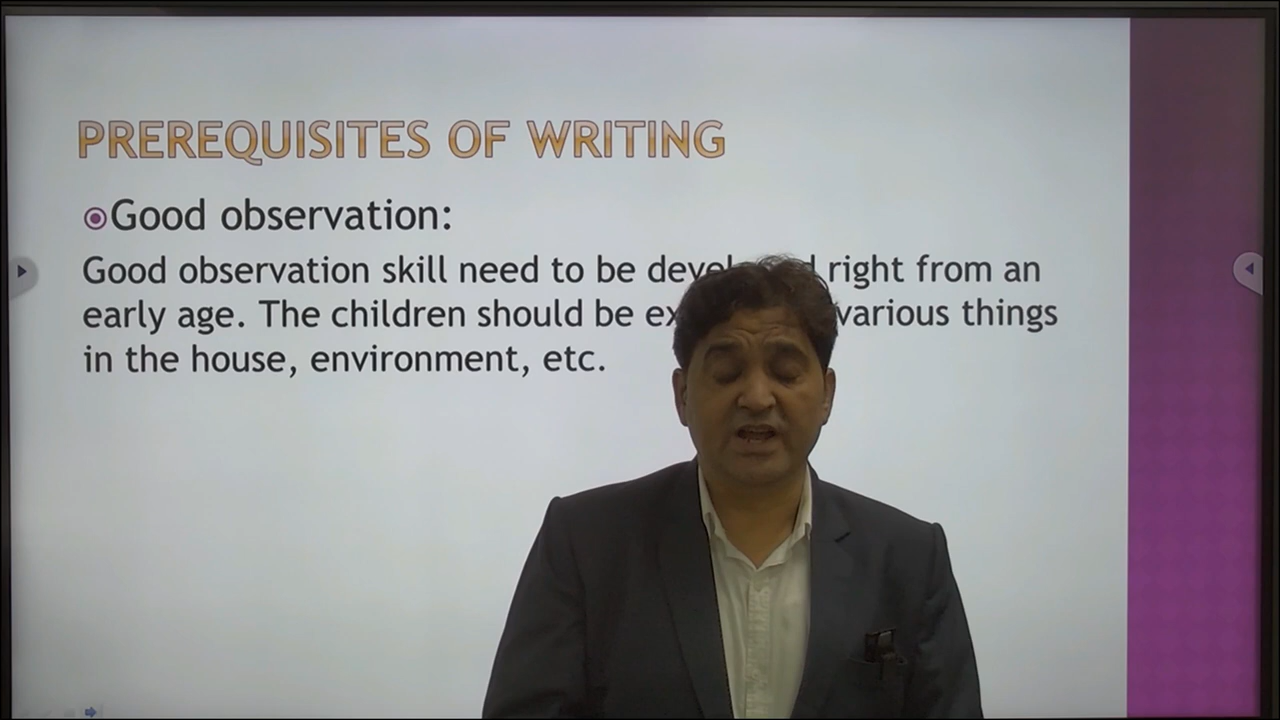 PREREQUISITES OF WRITING
Good observation:
Good observation skill need to be right from an
early age. The children should be various things
in the house, environment, etc.